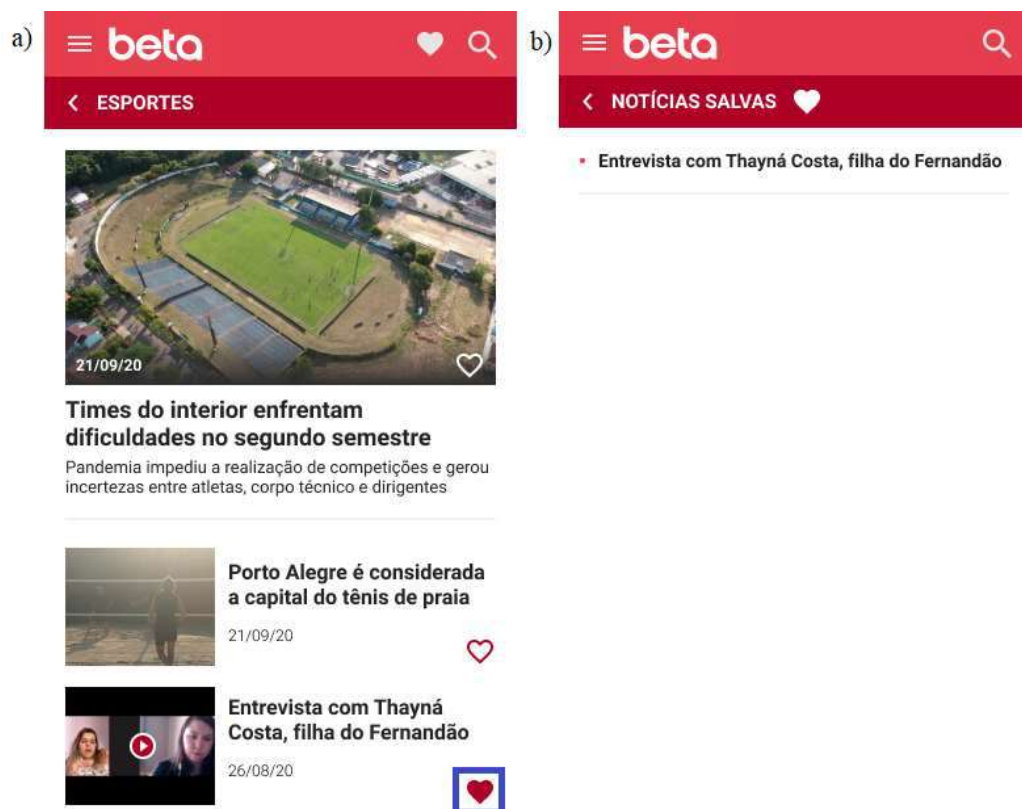 a)
beta
ESPORTES
21/09/20
Times do interior enfrentam
dificuldades no segundo semestre
Pandemia impediu a realização de competições e gerou
incertezas entre atletas, corpo técnico e dirigentes
Porto Alegre é considerada
a capital do tênis de praia
21/09/20
Entrevista com Thayná
Costa, filha do Fernandão
26/08/20
b)
beta
NOTÍCIAS SALVAS
• Entrevista com Thayná Costa, filha do Fernandão